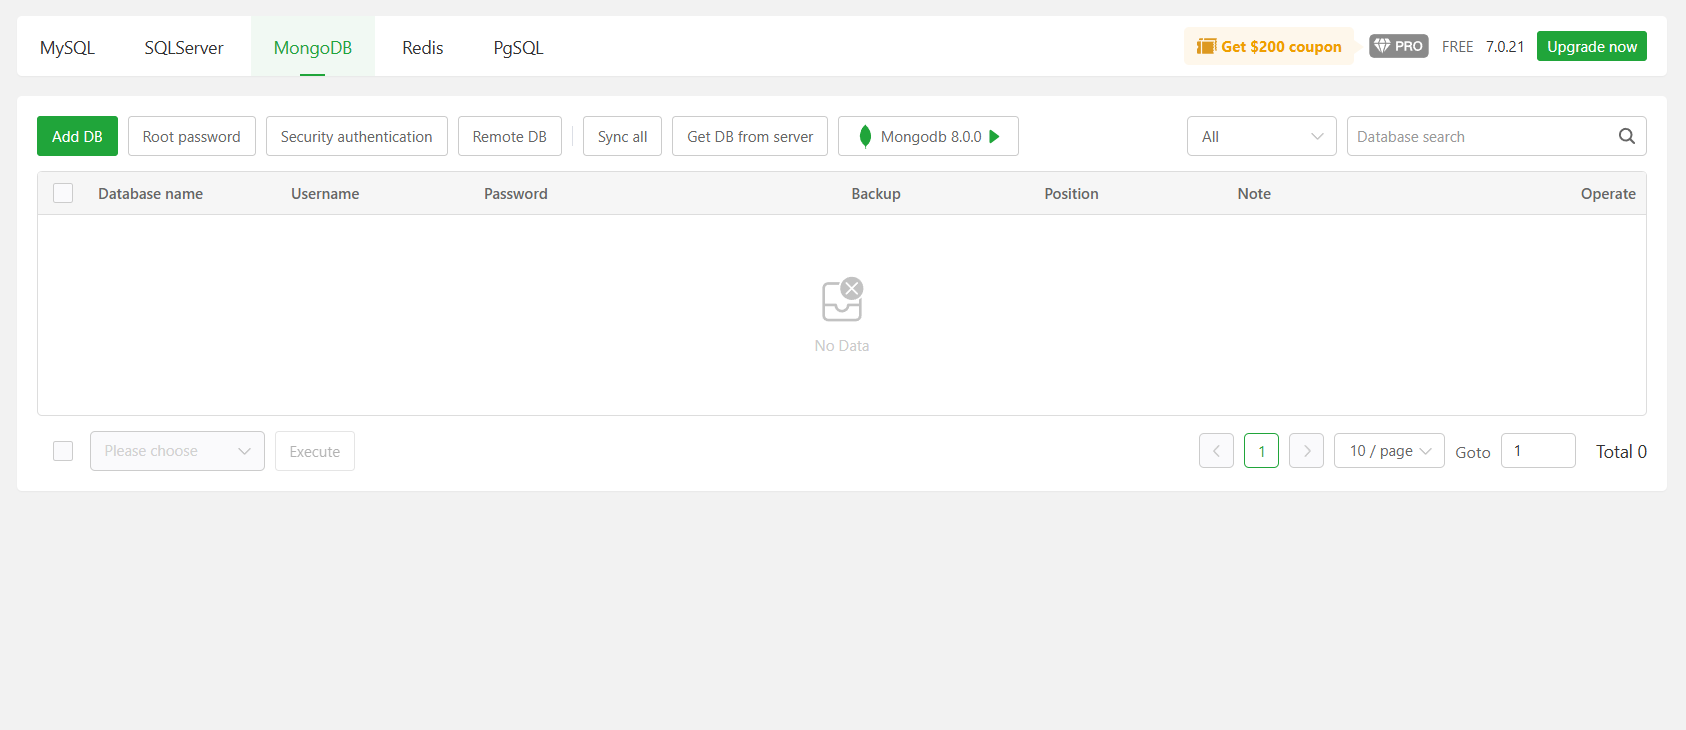 MySQL SQLServer MongoDB Redis PgSQL Get $200 coupon PRO FREE 7.0.21 Upgrade now
Add DB Root password Security authentication Remote DB Sync all Get DB from server Mongodb 8.0.0 All Database search
Database name Username Password Backup Position Note Operate
No Data
Please choose Execute 1 10 / page Goto 1 Total 0